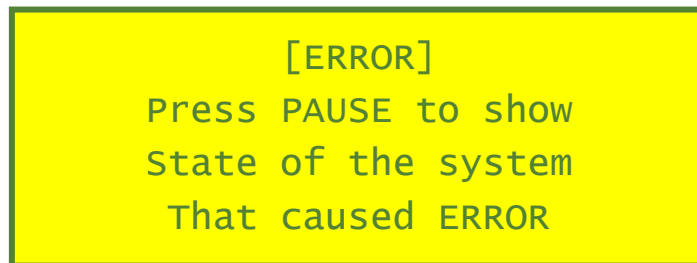 [ERROR]
Press PAUSE to show
State of the system
That caused ERROR